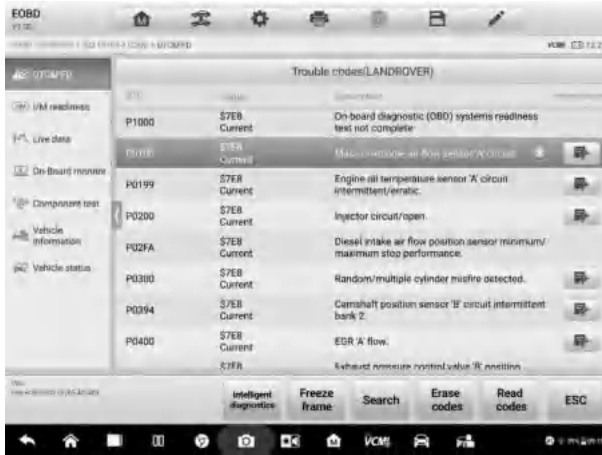 EOBD
VCMI
DTC&FFD
Trouble codes(LANDROVER)
I/M readiness
Live data
On-Board monitor
Component test
Vehicle
information
Vehicle status
P1000
$7E8
Current
On-board diagnostic (OBD) systems readiness
test not complete
P0100
$7E8
Current
Mass or volume air flow sensor 'A' circuit
P0199
$7E8
Current
Engine oil temperature sensor 'A' circuit
intermittent/erratic.
P0200
$7E8
Current
Injector circuit/open.
P02FA
$7E8
Current
Diesel intake air flow position sensor minimum/
maximum stop performance.
P0300
$7E8
Current
Random/multiple cylinder misfire detected.
P0394
$7E8
Current
Camshaft position sensor 'B' circuit intermittent
bank 2.
P0400
$7E8
Current
EGR 'A' flow.
$7E8
Exhaust pressure control valve 'B' position
Intelligent
diagnostics
Freeze
frame
Search
Erase
codes
Read
codes
ESC
VCMI